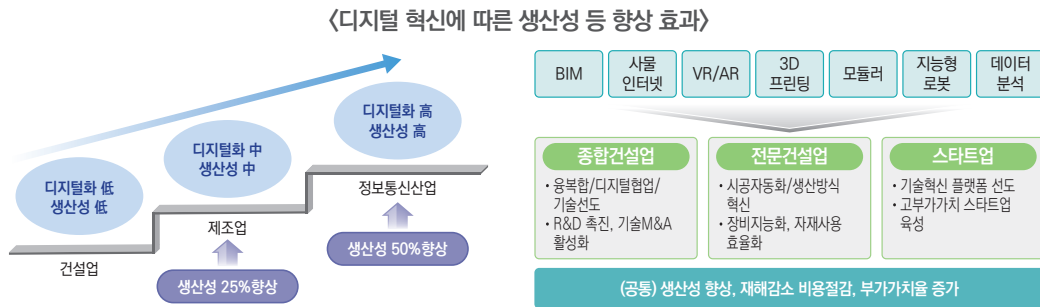 〈디지털 혁신에 따른 생산성 등 향상 효과〉
디지털화 低
생산성 低
건설업
디지털화 中
생산성 中
제조업
생산성 25%향상
디지털화 高
생산성 高
정보통신산업
생산성 50%향상
BIM
사물
인터넷
VR/AR
3D
프린팅
모듈러
지능형
로봇
데이터
분석
종합건설업
• 융복합/디지털협업/
기술선도
• R&D 촉진, 기술M&A
활성화
전문건설업
• 시공자동화/생산방식
혁신
• 장비지능화, 자재사용
효율화
스타트업
• 기술혁신 플랫폼 선도
• 고부가가치 스타트업
육성
(공통) 생산성 향상, 재해감소 비용절감, 부가가치율 증가